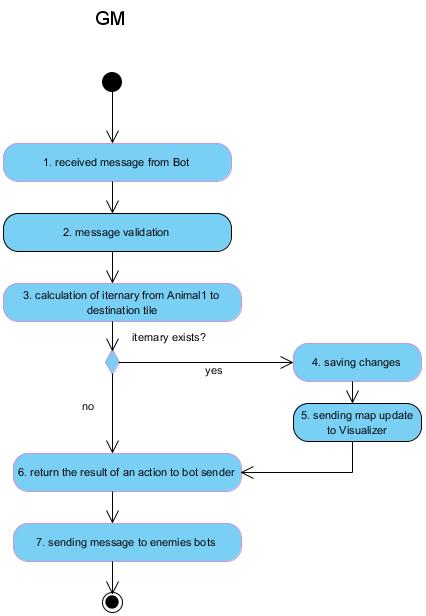 GM
1. received message from Bot
2. message validation
3. calculation of iternary from Animal1 to
destination tile
iternary exists?
yes
4. saving changes
no
5. sending map update
to Visualizer
6. return the result of an action to bot sender
7. sending message to enemies bots